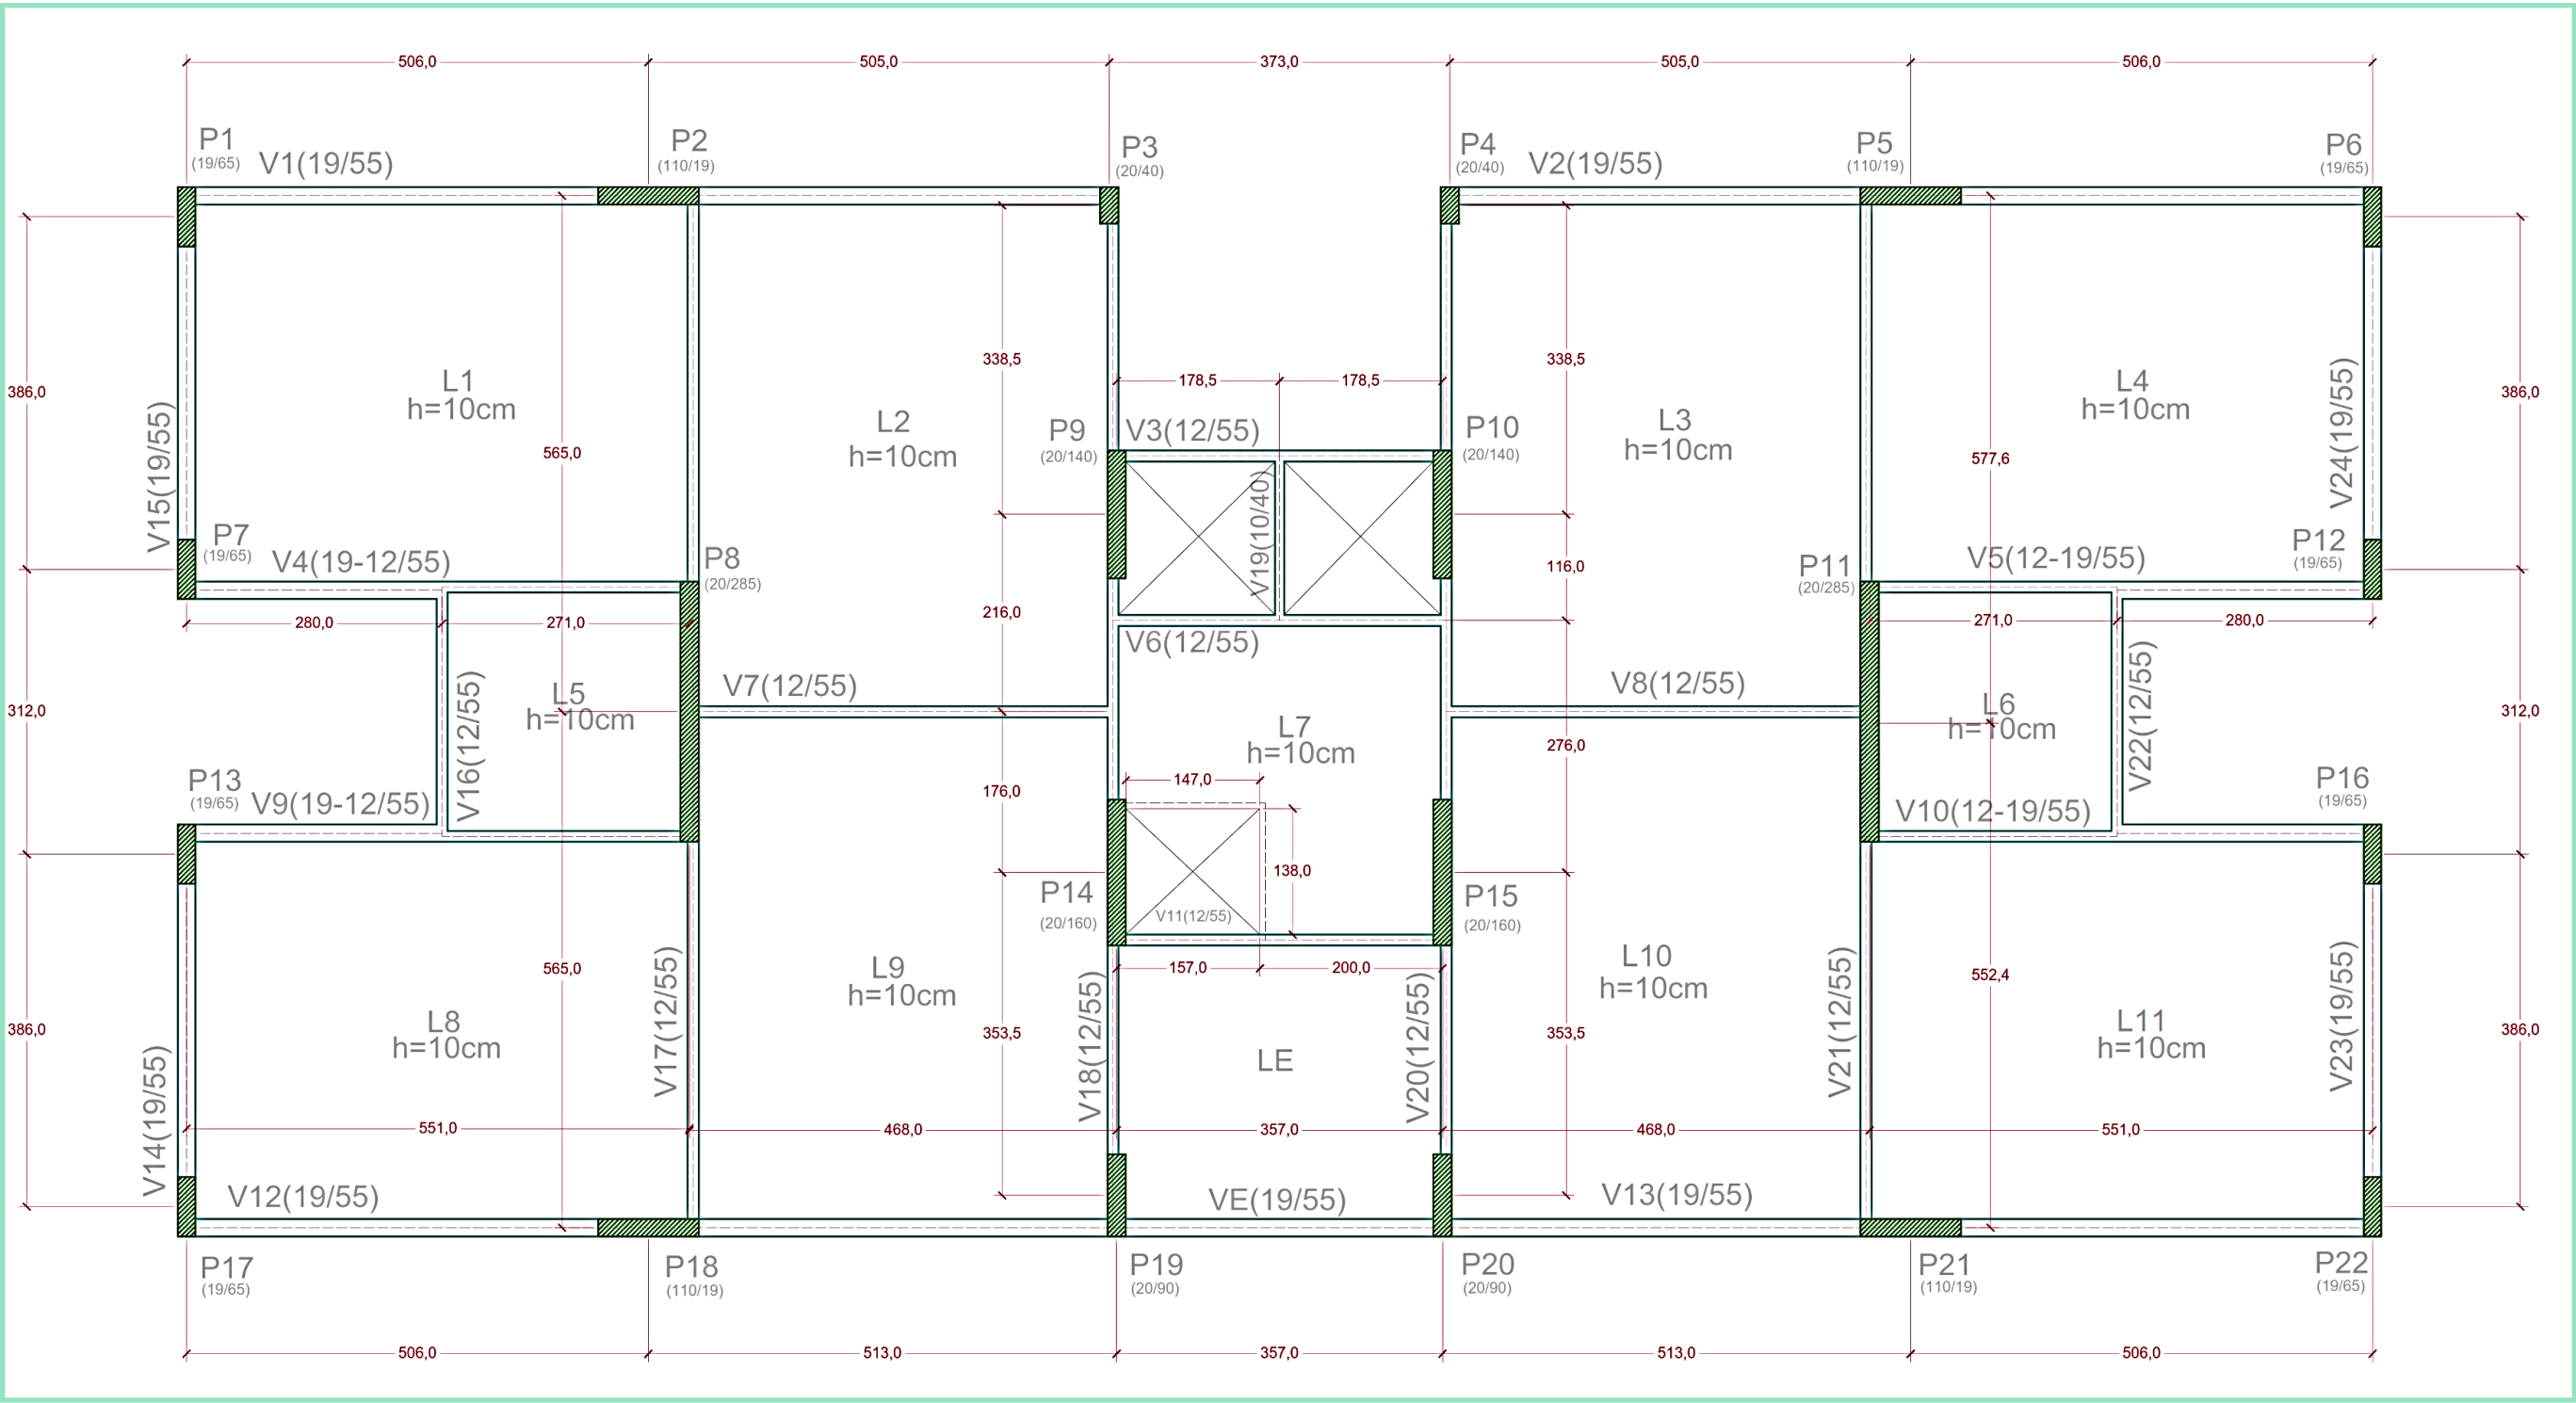 506,0
505,0
373,0
505,0
506,0
P1
(19/65)
V1(19/55)
P2
(110/19)
P3
(20/40)
P4
(20/40)
V2(19/55)
P5
(110/19)
P6
(19/65)
386,0
L1
h=10cm
V15(19/55)
565,0
L2
h=10cm
338,5
178,5
178,5
338,5
L3
h=10cm
577,6
L4
h=10cm
V24(19/55)
386,0
P9
(20/140)
V3(12/55)
P10
(20/140)
V19(10/40)
P7
(19/65)
V4(19-12/55)
P8
(20/285)
116,0
P11
(20/285)
V5(12-19/55)
P12
(19/65)
280,0
271,0
216,0
271,0
280,0
V6(12/55)
312,0
V16(12/55)
L5
h=10cm
V7(12/55)
V8(12/55)
L6
h=10cm
V22(12/55)
312,0
L7
h=10cm
276,0
P13
(19/65)
V9(19-12/55)
176,0
147,0
V10(12-19/55)
P16
(19/65)
138,0
P14
(20/160)
V11(12/55)
P15
(20/160)
157,0
200,0
565,0
L9
h=10cm
L10
h=10cm
552,4
386,0
L8
h=10cm
V17(12/55)
353,5
V18(12/55)
LE
V20(12/55)
353,5
V21(12/55)
L11
h=10cm
V23(19/55)
386,0
V14(19/55)
551,0
468,0
357,0
468,0
551,0
V12(19/55)
VE(19/55)
V13(19/55)
P17
(19/65)
P18
(110/19)
P19
(20/90)
P20
(20/90)
P21
(110/19)
P22
(19/65)
506,0
513,0
357,0
513,0
506,0